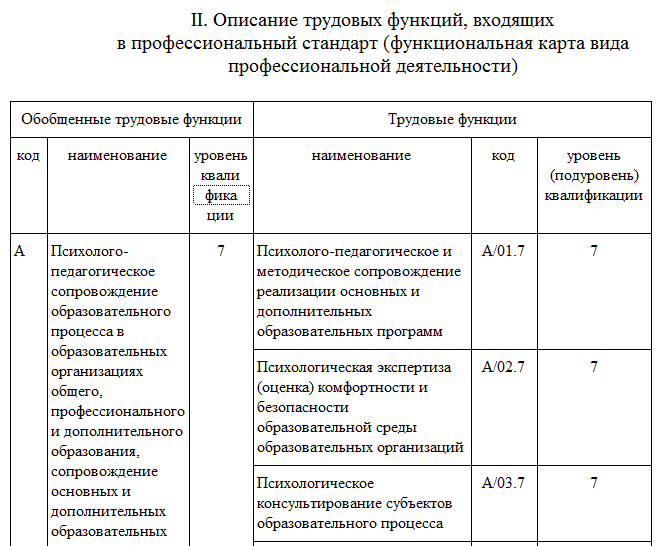 II. Описание трудовых функций, входящих
в профессиональный стандарт (функциональная карта вида
профессиональной деятельности)
Обобщенные трудовые функции
Трудовые функции
код
наименование
уровень
квали
фика
ции
наименование
код
уровень
(подуровень)
квалификации
А
Психолого-
педагогическое
сопровождение
образовательного
процесса в
образовательных
организациях
общего,
профессионального
и дополнительного
образования,
сопровождение
основных и
дополнительных
образовательных
7
Психолого-педагогическое и
методическое сопровождение
реализации основных и
дополнительных
образовательных программ
А/01.7
7
Психологическая экспертиза
(оценка) комфортности и
безопасности
образовательной среды
образовательных организаций
А/02.7
7
Психологическое
консультирование субъектов
образовательного процесса
А/03.7
7